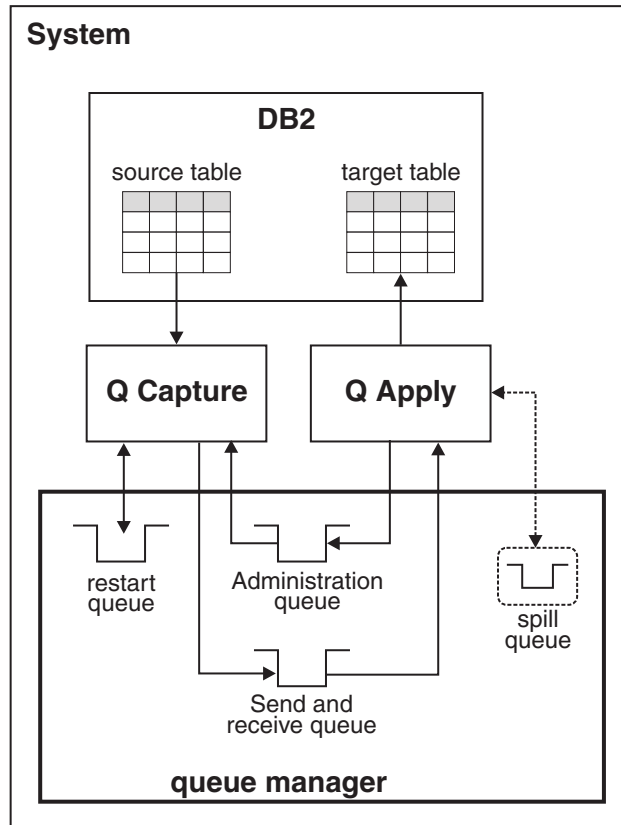 System
DB2
source table
target table
Q Capture
Q Apply
restart
queue
Administration
queue
spill
queue
Send and
receive queue
queue manager